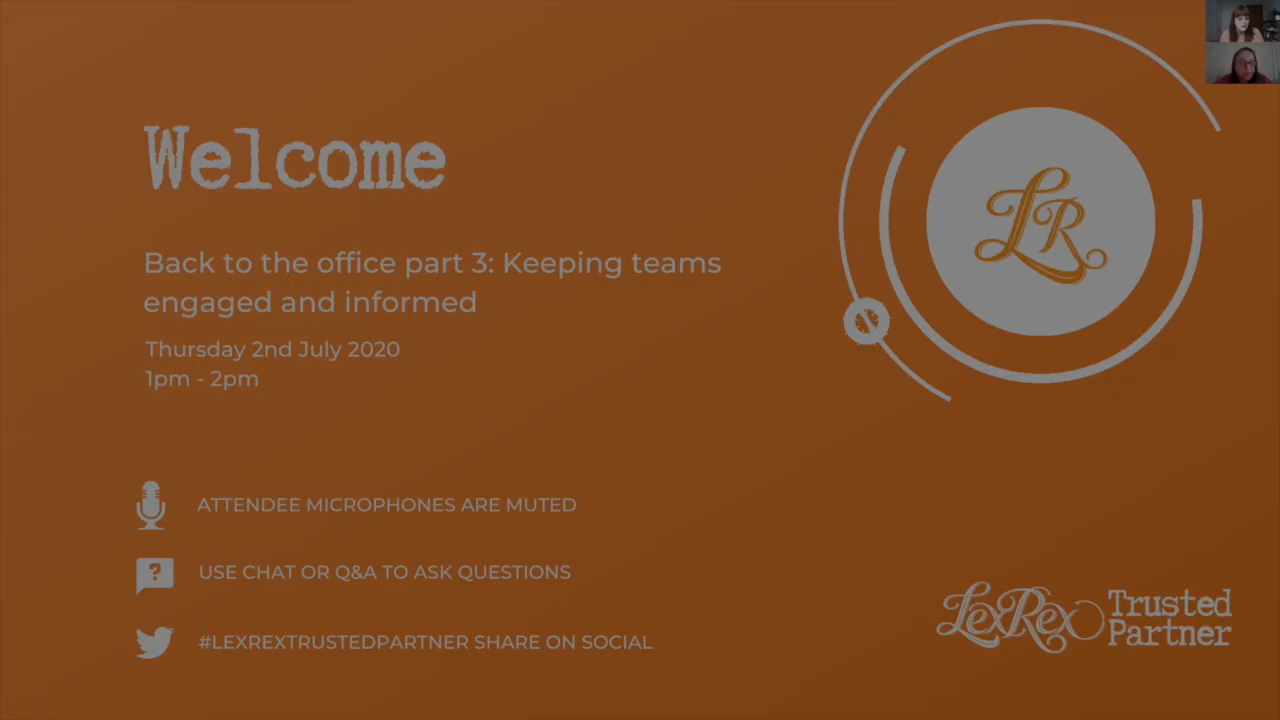 Welcome
Back to the office part 3: Keeping teams
engaged and informed
Thursday 2nd July 2020
1pm - 2pm
ATTENDEE MICROPHONES ARE MUTED
USE CHAT OR Q&A TO ASK QUESTIONS
#LEXREXTRUSTEDPARTNER SHARE ON SOCIAL
LR
LexRex Trusted
Partner